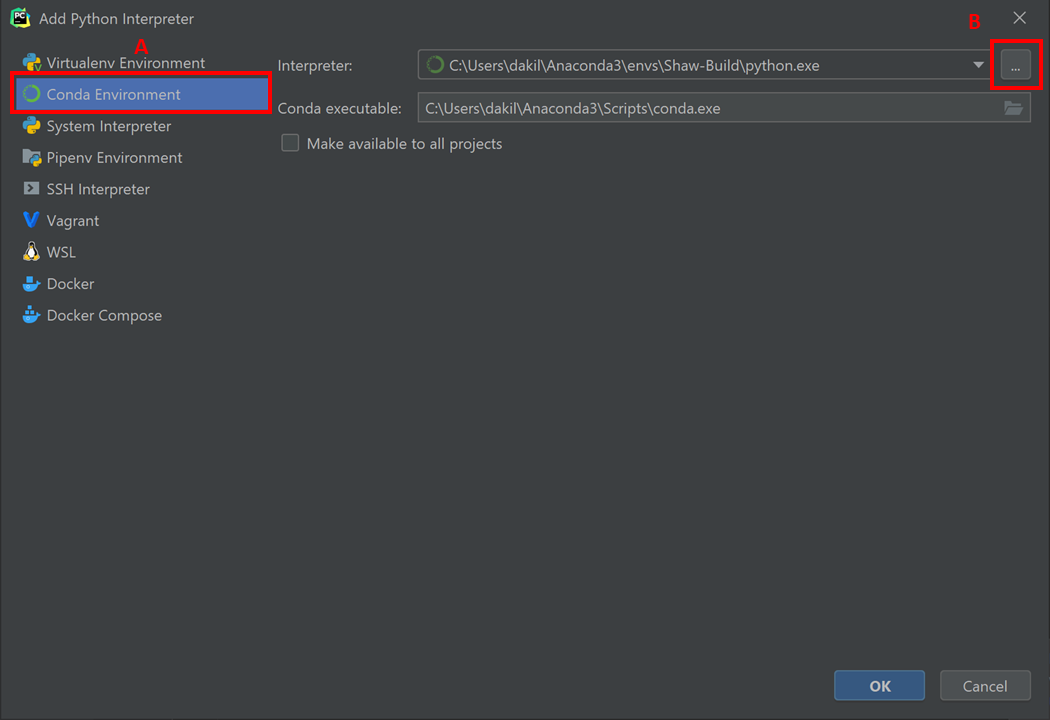 PC Add Python Interpreter
B
A
Virtualenv Environment
Conda Environment
System Interpreter
Pipenv Environment
SSH Interpreter
Vagrant
WSL
Docker
Docker Compose
Interpreter: C:\Users\dakil\Anaconda3\envs\Shaw-Build\python.exe ...
Conda executable: C:\Users\dakil\Anaconda3\Scripts\conda.exe
Make available to all projects
OK Cancel